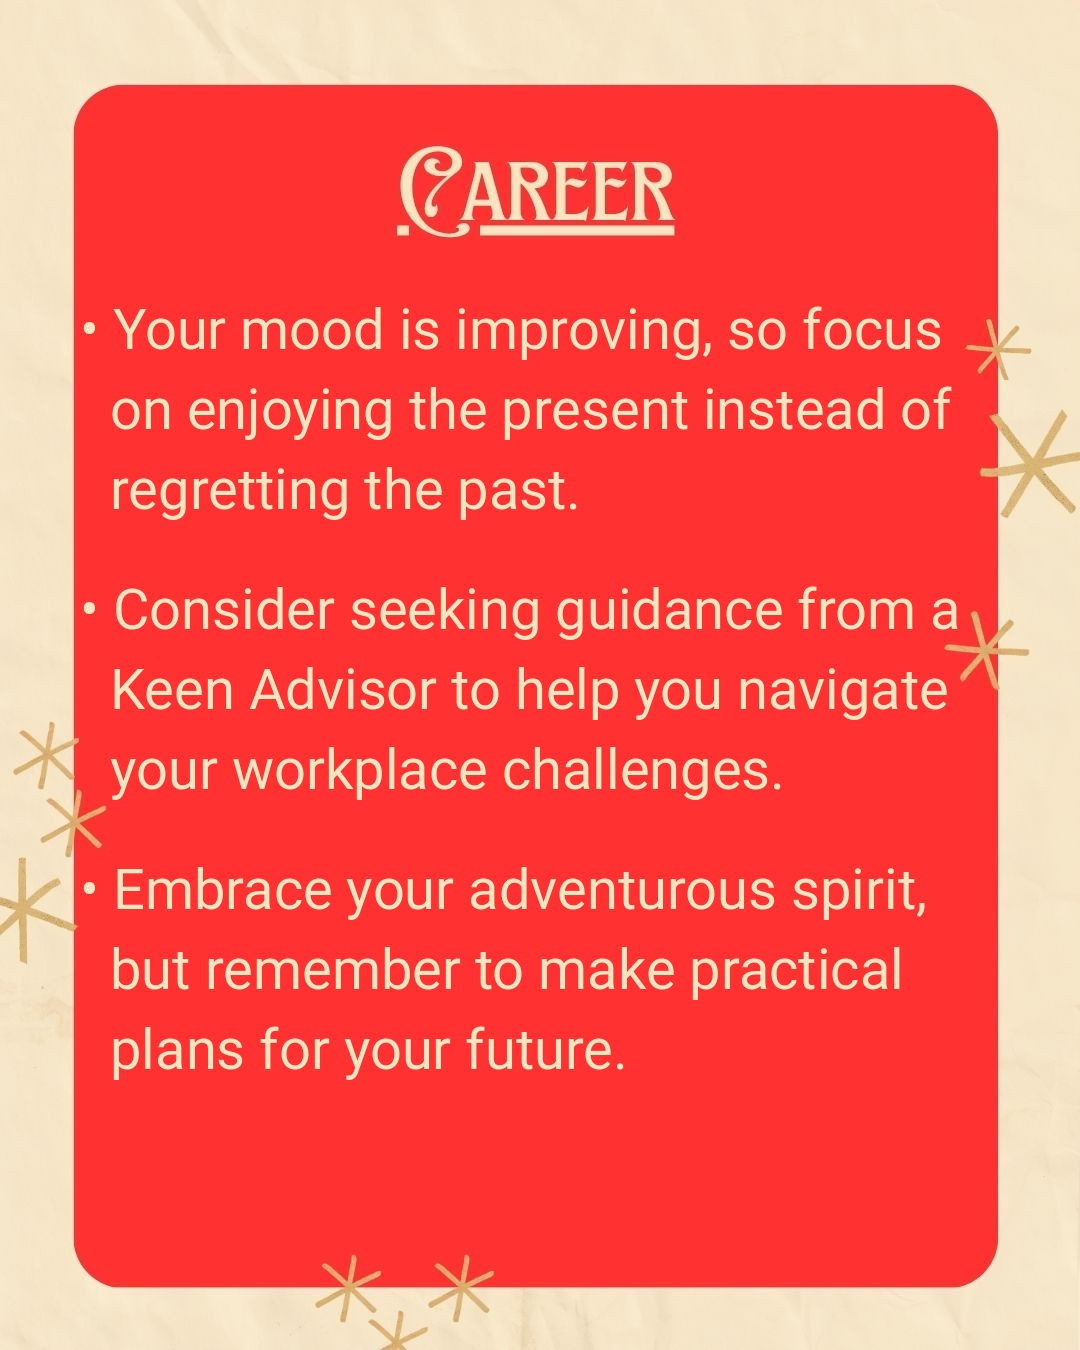 Career
• Your mood is improving, so focus
on enjoying the present instead of
regretting the past.
• Consider seeking guidance from a
Keen Advisor to help you navigate
your workplace challenges.
• Embrace your adventurous spirit,
but remember to make practical
plans for your future.